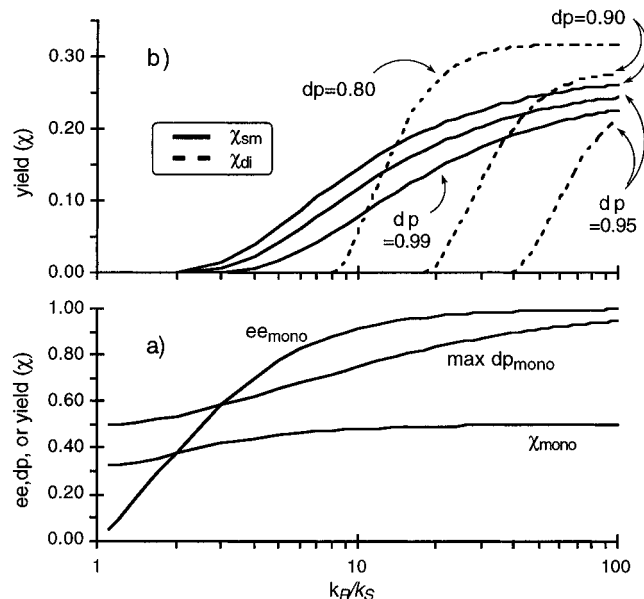 b)
dp=0.80
dp=0.90
0.30
0.20
0.10
0.00
yield (χ)
χsm
χdi
dp
=0.99
dp
=0.95
a)
1.00
0.80
0.60
0.40
0.20
0.00
ee,dp, or yield (χ)
eemono
max dpmono
χmono
1
10
100
kR/kS